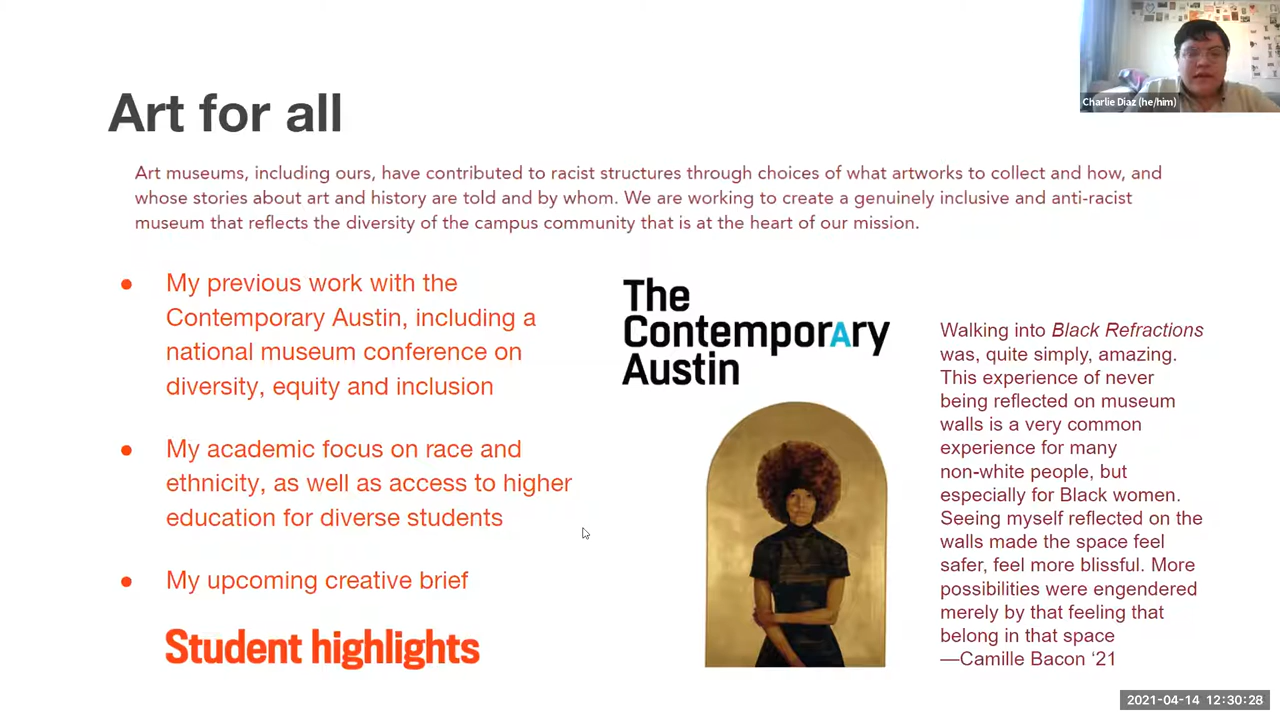 Art for all
Charlie Diaz (he/him)
Art museums, including ours, have contributed to racist structures through choices of what artworks to collect and how, and
whose stories about art and history are told and by whom. We are working to create a genuinely inclusive and anti-racist
museum that reflects the diversity of the campus community that is at the heart of our mission.
● My previous work with the
Contemporary Austin, including a
national museum conference on
diversity, equity and inclusion
● My academic focus on race and
ethnicity, as well as access to higher
education for diverse students
● My upcoming creative brief
Student highlights
The
Contemporary
Austin
Walking into Black Refractions
was, quite simply, amazing.
This experience of never
being reflected on museum
walls is a very common
experience for many
non-white people, but
especially for Black women.
Seeing myself reflected on the
walls made the space feel
safer, feel more blissful. More
possibilities were engendered
merely by that feeling that
belong in that space
—Camille Bacon ‘21
2021-04-14 12:30:28